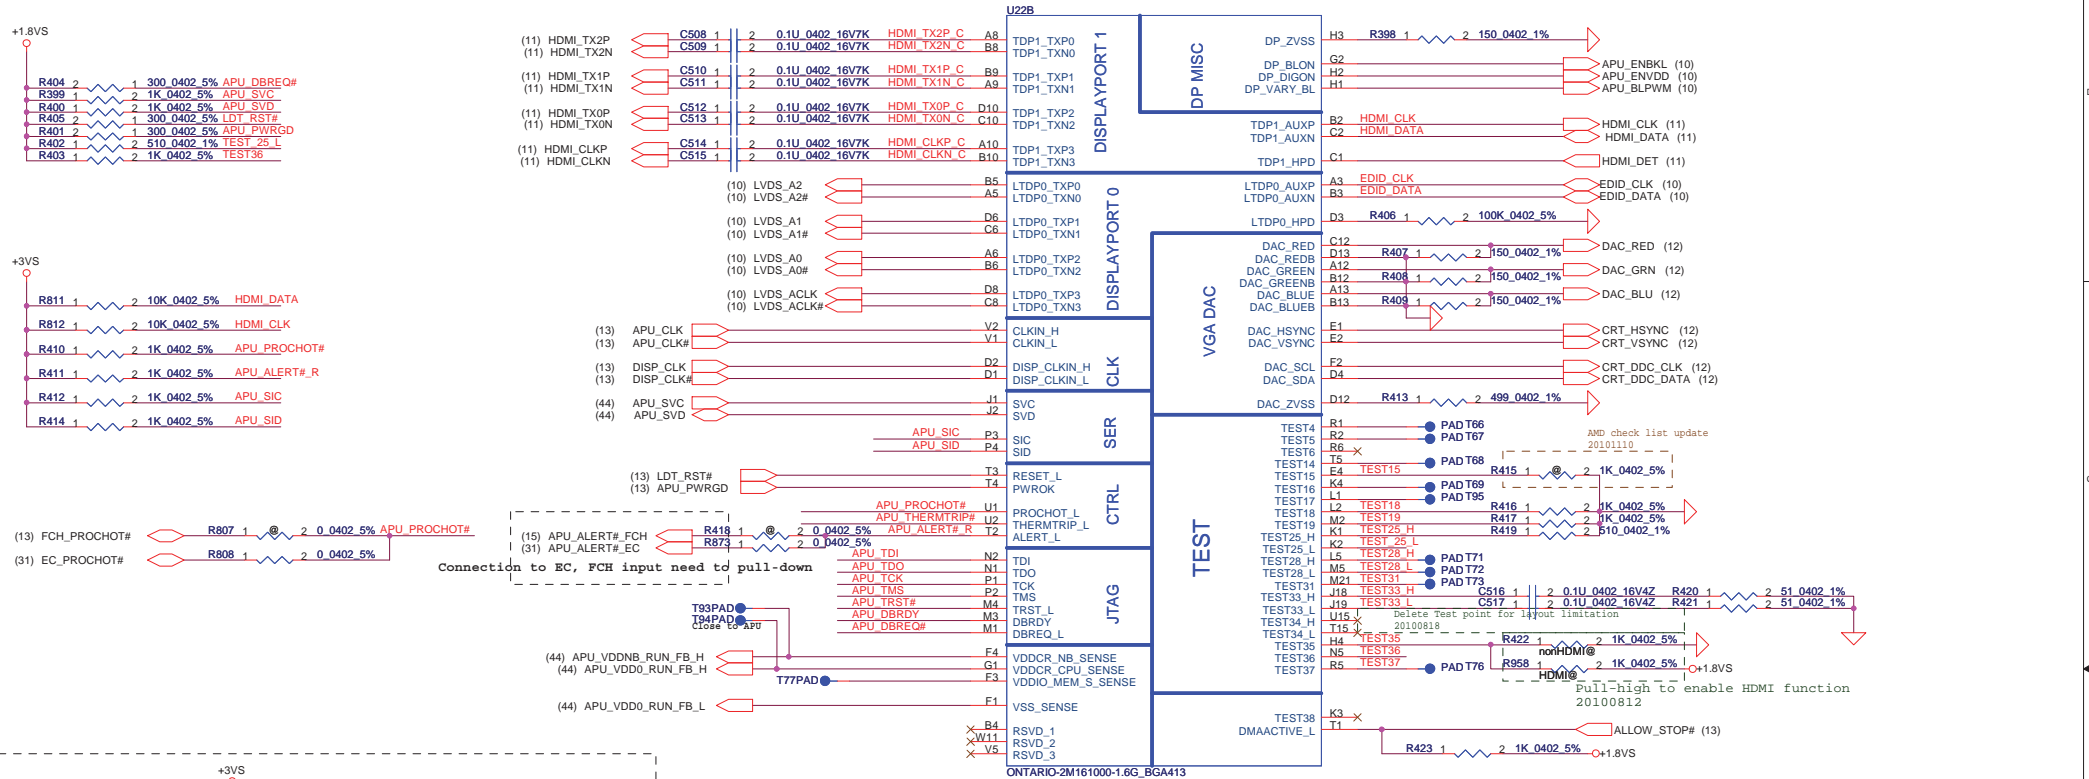 +1.8VS
R404 2 1 300_0402_5% APU_DBREQ#
R399 1 2 1K_0402_5% APU_SVC
R400 1 2 1K_0402_5% APU_SVD
R405 2 1 300_0402_5% LDT_RST#
R401 2 1 300_0402_5% APU_PWRGD
R402 2 1 510_0402_1% TEST_25_L
R403 1 2 1K_0402_5% TEST36
+3VS
R811 1 2 10K_0402_5% HDMI_DATA
R812 1 2 10K_0402_5% HDMI_CLK
R410 1 2 1K_0402_5% APU_PROCHOT#
R411 1 2 1K_0402_5% APU_ALERT#_R
R412 1 2 1K_0402_5% APU_SIC
R414 1 2 1K_0402_5% APU_SID
(13) FCH_PROCHOT# R807 1 @ 2 0_0402_5% APU_PROCHOT#
(31) EC_PROCHOT# R808 1 2 0_0402_5%
+3VS
U22B
(11) HDMI_TX2P C508 1 2 0.1U_0402_16V7K HDMI_TX2P_C A8 TDP1_TXP0
(11) HDMI_TX2N C509 1 2 0.1U_0402_16V7K HDMI_TX2N_C B8 TDP1_TXN0
(11) HDMI_TX1P C510 1 2 0.1U_0402_16V7K HDMI_TX1P_C B9 TDP1_TXP1
(11) HDMI_TX1N C511 1 2 0.1U_0402_16V7K HDMI_TX1N_C A9 TDP1_TXN1
(11) HDMI_TX0P C512 1 2 0.1U_0402_16V7K HDMI_TX0P_C D10 TDP1_TXP2
(11) HDMI_TX0N C513 1 2 0.1U_0402_16V7K HDMI_TX0N_C C10 TDP1_TXN2
(11) HDMI_CLKP C514 1 2 0.1U_0402_16V7K HDMI_CLKP_C A10 TDP1_TXP3
(11) HDMI_CLKN C515 1 2 0.1U_0402_16V7K HDMI_CLKN_C B10 TDP1_TXN3
DISPLAYPORT 1
(10) LVDS_A2 B5 LTDP0_TXP0
(10) LVDS_A2# A5 LTDP0_TXN0
(10) LVDS_A1 D6 LTDP0_TXP1
(10) LVDS_A1# C6 LTDP0_TXN1
(10) LVDS_A0 A6 LTDP0_TXP2
(10) LVDS_A0# B6 LTDP0_TXN2
(10) LVDS_ACLK D8 LTDP0_TXP3
(10) LVDS_ACLK# C8 LTDP0_TXN3
DISPLAYPORT 0
(13) APU_CLK V2 CLKIN_H
(13) APU_CLK# V1 CLKIN_L
(13) DISP_CLK D2 DISP_CLKIN_H
(13) DISP_CLK# D1 DISP_CLKIN_L
CLK
(44) APU_SVC J1 SVC
(44) APU_SVD J2 SVD
APU_SIC P3 SIC
APU_SID P4 SID
SER
(13) LDT_RST# T3 RESET_L
(13) APU_PWRGD T4 PWROK
APU_PROCHOT# U1 PROCHOT_L
APU_THERMTRIP# U2 THERMTRIP_L
(15) APU_ALERT#_FCH R418 1 @ 2 0_0402_5% APU_ALERT#_R T2 ALERT_L
(31) APU_ALERT#_EC R873 1 2 0_0402_5%
Connection to EC, FCH input need to pull-down
CTRL
APU_TDI N2 TDI
APU_TDO N1 TDO
APU_TCK P1 TCK
APU_TMS P2 TMS
APU_TRST# M4 TRST_L
APU_DBRDY M3 DBRDY
APU_DBREQ# M1 DBREQ_L
JTAG
T93PAD
T94PAD
Close to APU
(44) APU_VDDNB_RUN_FB_H F4 VDDCR_NB_SENSE
(44) APU_VDD0_RUN_FB_H G1 VDDCR_CPU_SENSE
T77PAD F3 VDDIO_MEM_S_SENSE
(44) APU_VDD0_RUN_FB_L F1 VSS_SENSE
B4 RSVD_1
W11 RSVD_2
V5 RSVD_3
ONTARIO-2M161000-1.6G_BGA413
DP MISC
DP_ZVSS H3 R398 1 2 150_0402_1%
DP_BLON G2 APU_ENBKL (10)
DP_DIGON H2 APU_ENVDD (10)
DP_VARY_BL H1 APU_BLPWM (10)
TDP1_AUXP B2 HDMI_CLK HDMI_CLK (11)
TDP1_AUXN C2 HDMI_DATA HDMI_DATA (11)
TDP1_HPD C1 HDMI_DET (11)
LTDP0_AUXP A3 EDID_CLK EDID_CLK (10)
LTDP0_AUXN B3 EDID_DATA EDID_DATA (10)
LTDP0_HPD D3 R406 1 2 100K_0402_5%
VGA DAC
DAC_RED C12 DAC_RED (12)
DAC_REDB D13 R407 1 2 150_0402_1%
DAC_GREEN A12 DAC_GRN (12)
DAC_GREENB B12 R408 1 2 150_0402_1%
DAC_BLUE A13 DAC_BLU (12)
DAC_BLUEB B13 R409 1 2 150_0402_1%
DAC_HSYNC E1 CRT_HSYNC (12)
DAC_VSYNC E2 CRT_VSYNC (12)
DAC_SCL F2 CRT_DDC_CLK (12)
DAC_SDA D4 CRT_DDC_DATA (12)
DAC_ZVSS D12 R413 1 2 499_0402_1%
TEST
TEST4 R1 PAD T66
TEST5 R2 PAD T67
TEST6 R6
TEST14 T5 PAD T68
AMD check list update
20101110
TEST15 E4 TEST15 R415 1 @ 2 1K_0402_5%
TEST16 K4 PAD T69
TEST17 L1 PAD T95
TEST18 L2 TEST18 R416 1 2 1K_0402_5%
TEST19 M2 TEST19 R417 1 2 1K_0402_5%
TEST25_H K1 TEST25_H R419 1 2 510_0402_1%
TEST25_L K2 TEST_25_L
TEST28_H L5 TEST28_H PAD T71
TEST28_L M5 TEST28_L PAD T72
TEST31 M21 TEST31 PAD T73
TEST33_H J18 TEST33_H C516 1 2 0.1U_0402_16V4Z R420 1 2 51_0402_1%
TEST33_L J19 TEST33_L C517 1 2 0.1U_0402_16V4Z R421 1 2 51_0402_1%
Delete Test point for layout limitation
20100818
TEST34_H U15
TEST34_L T15
TEST35 H4 TEST35 R422 1 2 1K_0402_5%
nonHDMI@
TEST36 N5 TEST36
TEST37 R5 TEST37 PAD T76 R958 1 2 1K_0402_5% +1.8VS
HDMI@
Pull-high to enable HDMI function
20100812
TEST38 K3
DMAACTIVE_L T1 ALLOW_STOP# (13)
R423 1 2 1K_0402_5% +1.8VS